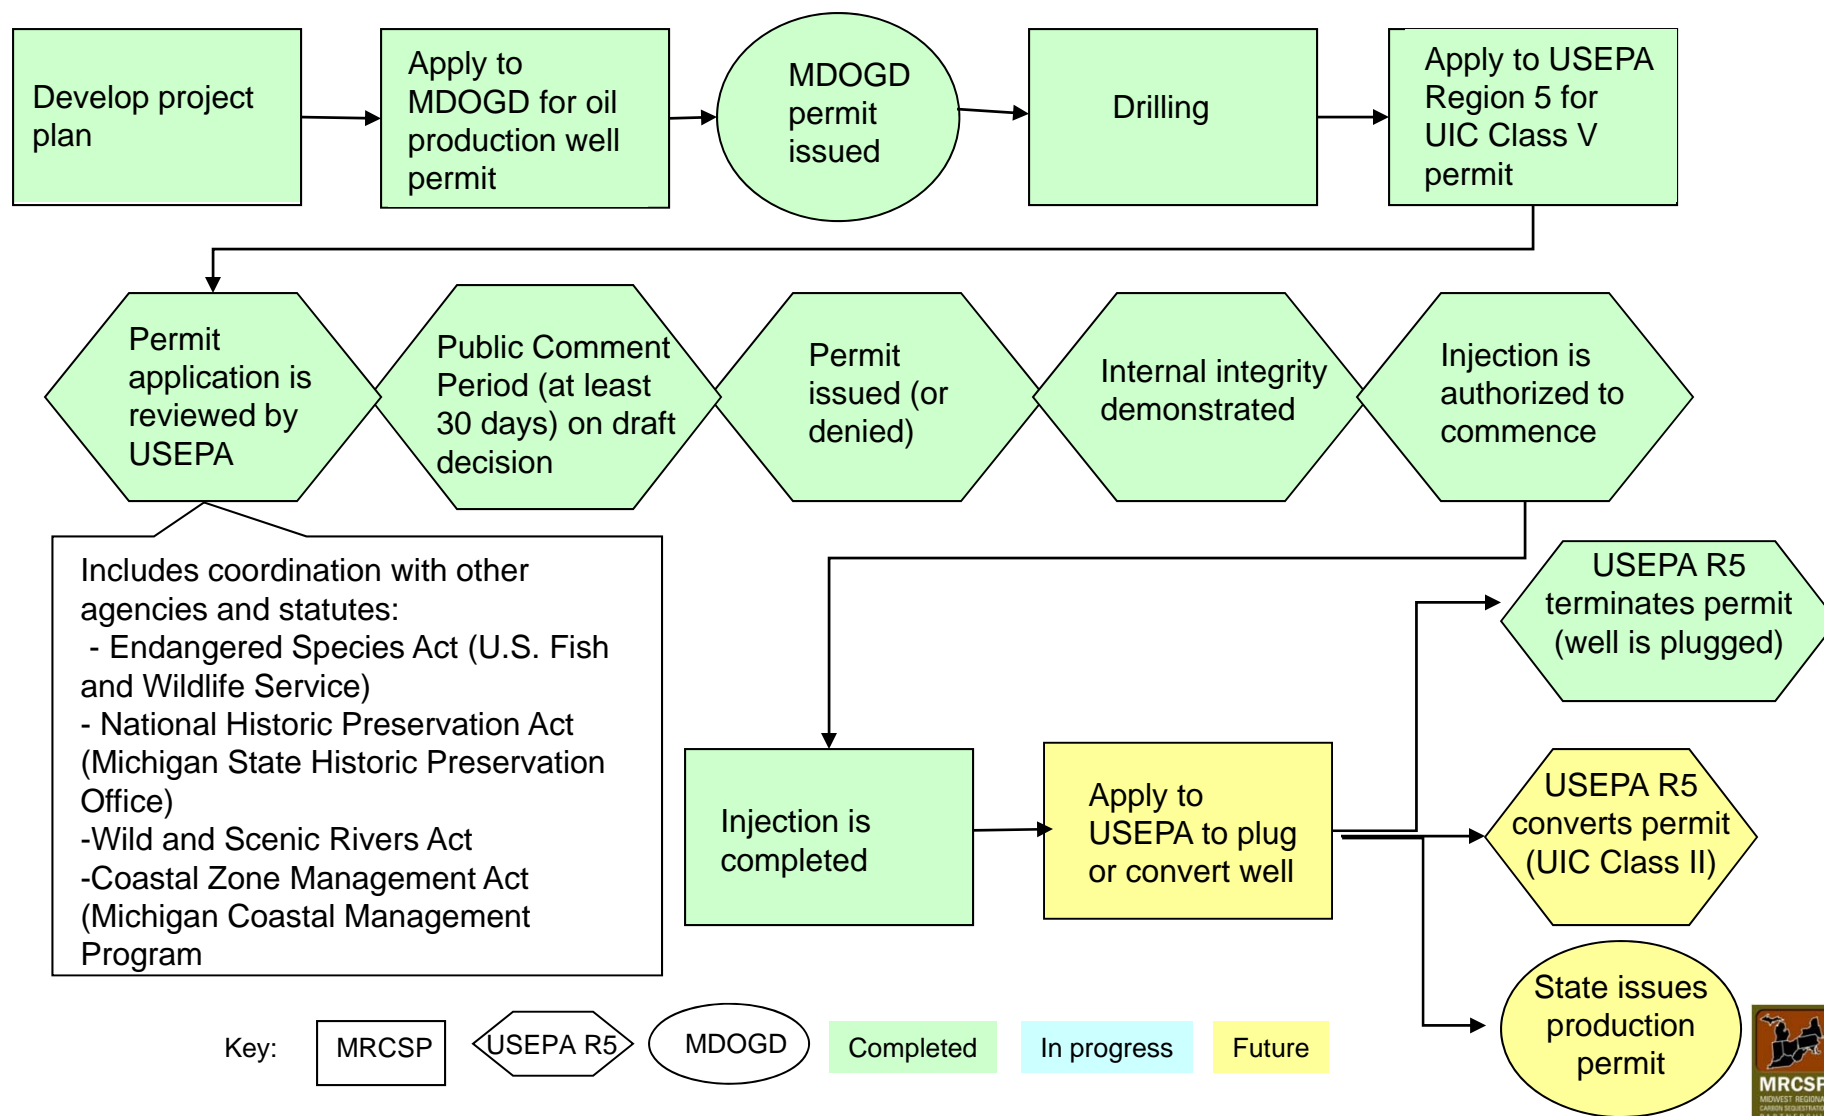 Develop project
plan
Apply to
MDOGD for oil
production well
permit
MDOGD
permit
issued
Drilling
Apply to USEPA
Region 5 for
UIC Class V
permit
Permit
application is
reviewed by
USEPA
Public Comment
Period (at least
30 days) on draft
decision
Permit
issued (or
denied)
Internal integrity
demonstrated
Injection is
authorized to
commence
Includes coordination with other
agencies and statutes:
- Endangered Species Act (U.S. Fish
and Wildlife Service)
- National Historic Preservation Act
(Michigan State Historic Preservation
Office)
-Wild and Scenic Rivers Act
-Coastal Zone Management Act
(Michigan Coastal Management
Program
Injection is
completed
Apply to
USEPA to plug
or convert well
USEPA R5
terminates permit
(well is plugged)
USEPA R5
converts permit
(UIC Class II)
State issues
production
permit
Key:
MRCSP
USEPA R5
MDOGD
Completed
In progress
Future
MRCSP
MIDWEST REGIONAL
CARBON SEQUESTRATION